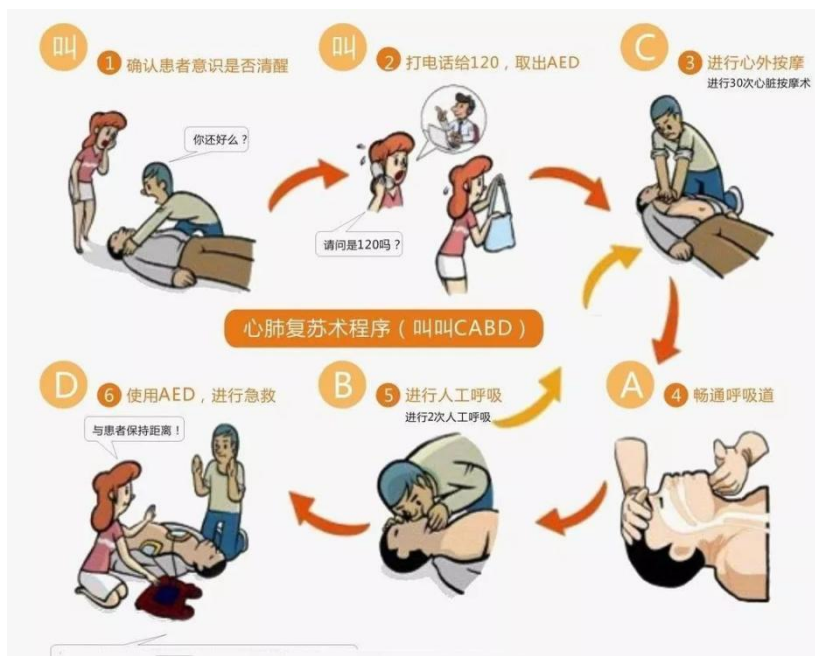 叫
1 确认患者意识是否清醒
你还好么？
叫
2 打电话给120，取出AED
请问是120吗？
C
3 进行心外按摩
进行30次心脏按摩术
心肺复苏术程序（叫叫CABD）
D
6 使用AED，进行急救
与患者保持距离！
B
5 进行人工呼吸
进行2次人工呼吸
A
4 畅通呼吸道